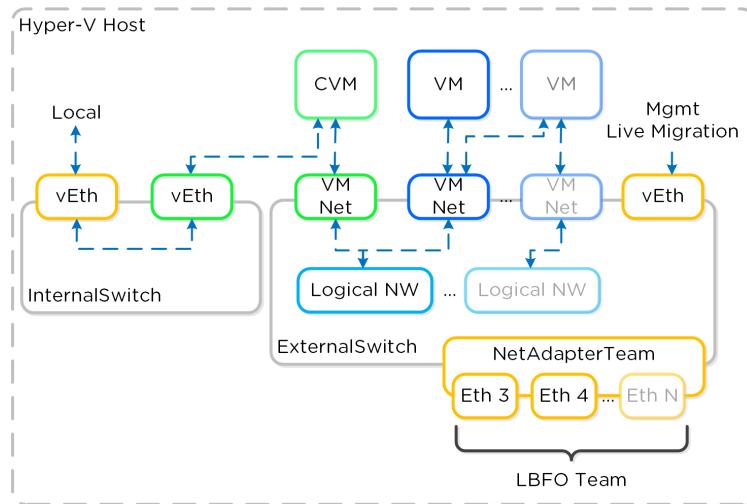 Hyper-V Host
CVM
VM
...
VM
Local
Mgmt
Live Migration
vEth
vEth
VM
Net
VM
Net
...
VM
Net
vEth
InternalSwitch
Logical NW
...
Logical NW
ExternalSwitch
NetAdapterTeam
Eth 3
Eth 4
...
Eth N
LBFO Team